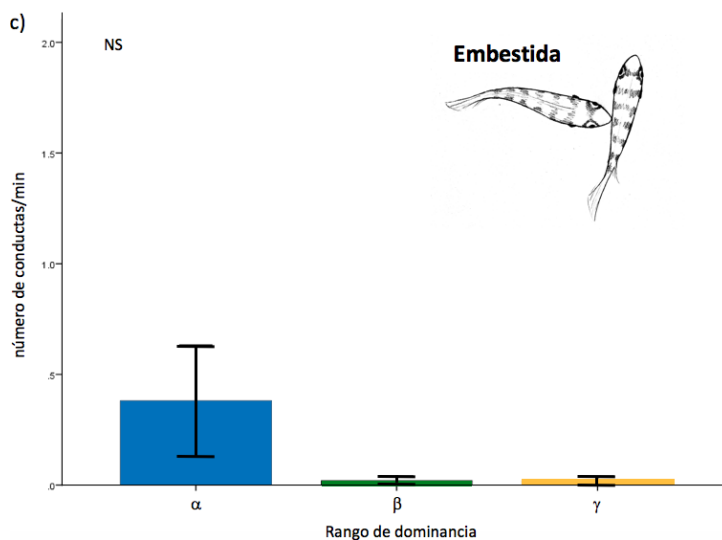 c)
NS
Embestida
número de conductas/min
2.0
1.5
1.0
.5
.0
α
β
γ
Rango de dominancia